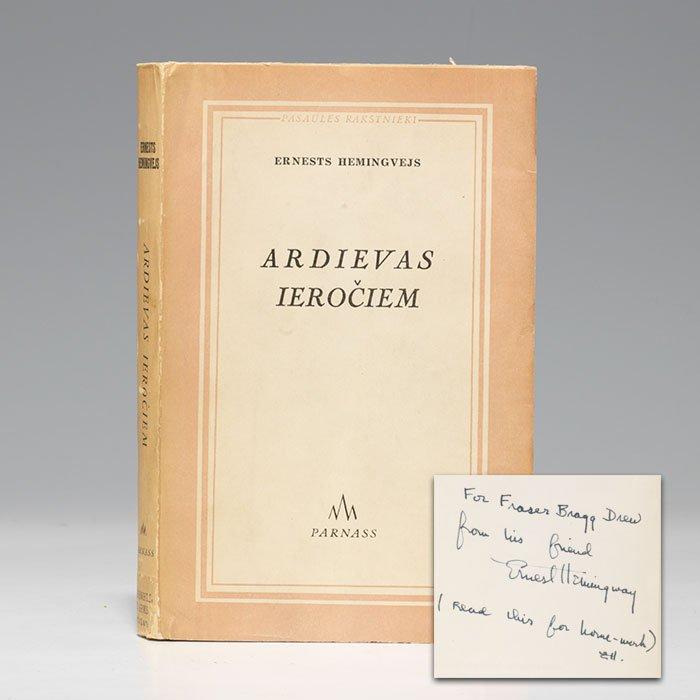 PASAULES RAKSTNIEKI
ERNESTS HEMINGVEJS
ARDIEVAS
IEROČIEM
PARNASS
ERNESTS
HEMINGVEJS
ARDIEVAS IEROČIEM
PARNASS
For Fraser Bragg Drew
from his friend
Ernest Hemingway
(Read this for home-work)
EH.